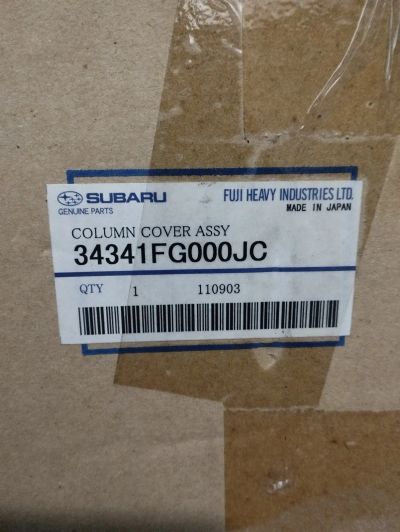 SUBARU
GENUINE PARTS
FUJI HEAVY INDUSTRIES LTD.
MADE IN JAPAN
COLUMN COVER ASSY
34341FG000JC
QTY 1 110903